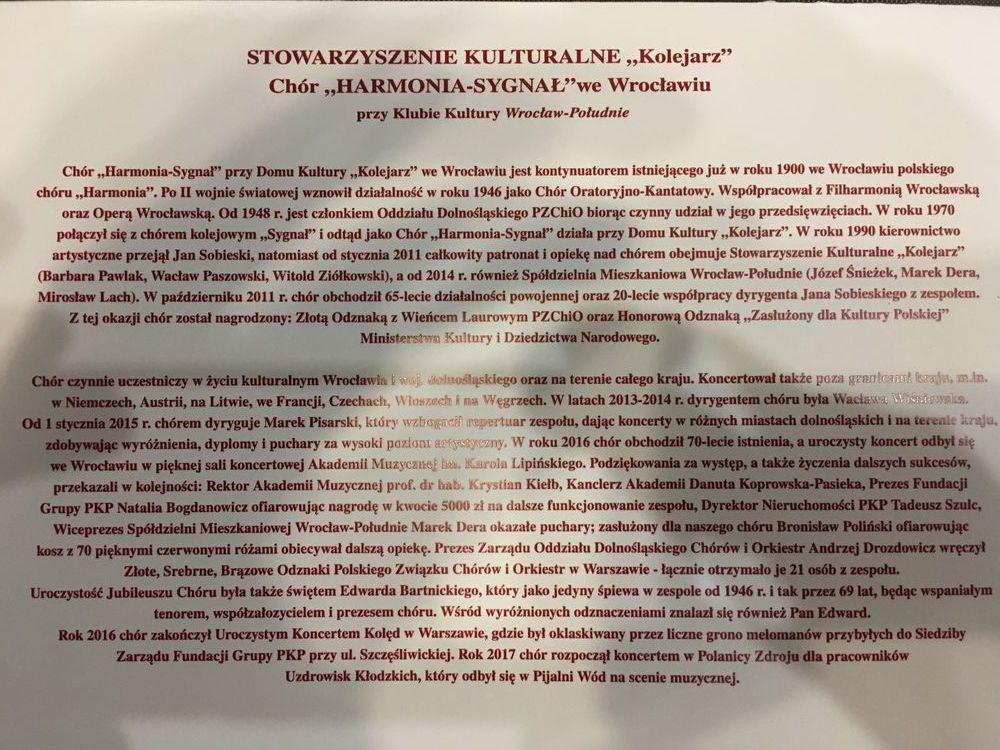 STOWARZYSZENIE KULTURALNE „Kolejarz”
Chór „HARMONIA-SYGNAŁ”we Wrocławiu
przy Klubie Kultury Wrocław-Południe
Chór „Harmonia-Sygnał” przy Domu Kultury „Kolejarz” we Wrocławiu jest kontynuatorem istniejącego już w roku 1900 we Wrocławiu polskiego
chóru „Harmonia”. Po II wojnie światowej wznowił działalność w roku 1946 jako Chór Oratoryjno-Kantatowy. Współpracował z Filharmonią Wrocławską
oraz Operą Wrocławską. Od 1948 r. jest członkiem Oddziału Dolnośląskiego PZChiO biorąc czynny udział w jego przedsięwzięciach. W roku 1970
połączył się z chórem kolejowym „Sygnał” i odtąd jako Chór „Harmonia-Sygnał” działa przy Domu Kultury „Kolejarz”. W roku 1990 kierownictwo
artystyczne przejął Jan Sobieski, natomiast od stycznia 2011 całkowity patronat i opiekę nad chórem obejmuje Stowarzyszenie Kulturalne „Kolejarz”
(Barbara Pawlak, Wacław Paszowski, Witold Ziółkowski), a od 2014 r. również Spółdzielnia Mieszkaniowa Wrocław-Południe (Józef Śnieżek, Marek Dera,
Mirosław Lach). W październiku 2011 r. chór obchodził 65-lecie działalności powojennej oraz 20-lecie współpracy dyrygenta Jana Sobieskiego z zespołem.
Z tej okazji chór został nagrodzony: Złotą Odznaką z Wieńcem Laurowym PZChiO oraz Honorową Odznaką „Zasłużony dla Kultury Polskiej”
Ministerstwa Kultury i Dziedzictwa Narodowego.
Chór czynnie uczestniczy w życiu kulturalnym Wrocławia i woj. dolnośląskiego oraz na terenie całego kraju. Koncertował także poza granicami kraju, m.in.
w Niemczech, Austrii, na Litwie, we Francji, Czechach, Włoszech i na Węgrzech. W latach 2013-2014 r. dyrygentem chóru była Wacława Wiśniewska.
Od 1 stycznia 2015 r. chórem dyryguje Marek Pisarski, który wzbogacił repertuar zespołu, dając koncerty w różnych miastach dolnośląskich i na terenie kraju,
zdobywając wyróżnienia, dyplomy i puchary za wysoki poziom artystyczny. W roku 2016 chór obchodził 70-lecie istnienia, a uroczysty koncert odbył się
we Wrocławiu w pięknej sali koncertowej Akademii Muzycznej im. Karola Lipińskiego. Podziękowania za występ, a także życzenia dalszych sukcesów,
przekazali w kolejności: Rektor Akademii Muzycznej prof. dr hab. Krystian Kiełb, Kanclerz Akademii Danuta Koprowska-Pasieka, Prezes Fundacji
Grupy PKP Natalia Bogdanowicz ofiarowując nagrodę w kwocie 5000 zł na dalsze funkcjonowanie zespołu, Dyrektor Nieruchomości PKP Tadeusz Szulc,
Wiceprezes Spółdzielni Mieszkaniowej Wrocław-Południe Marek Dera okazałe puchary; zasłużony dla naszego chóru Bronisław Poliński ofiarowując
kosz z 70 pięknymi czerwonymi różami obiecywał dalszą opiekę. Prezes Zarządu Oddziału Dolnośląskiego Chórów i Orkiestr Andrzej Drozdowicz wręczył
Złote, Srebrne, Brązowe Odznaki Polskiego Związku Chórów i Orkiestr w Warszawie - łącznie otrzymało je 21 osób z zespołu.
Uroczystość Jubileuszu Chóru była także świętem Edwarda Bartnickiego, który jako jedyny śpiewa w zespole od 1946 r. i tak przez 69 lat, będąc wspaniałym
tenorem, współzałozycielem i prezesem chóru. Wśród wyróżnionych odznaczeniami znalazł się również Pan Edward.
Rok 2016 chór zakończył Uroczystym Koncertem Kolęd w Warszawie, gdzie był oklaskiwany przez liczne grono melomanów przybyłych do Siedziby
Zarządu Fundacji Grupy PKP przy ul. Szczęśliwickiej. Rok 2017 chór rozpoczął koncertem w Polanicy Zdroju dla pracowników
Uzdrowisk Kłodzkich, który odbył się w Pijalni Wód na scenie muzycznej.